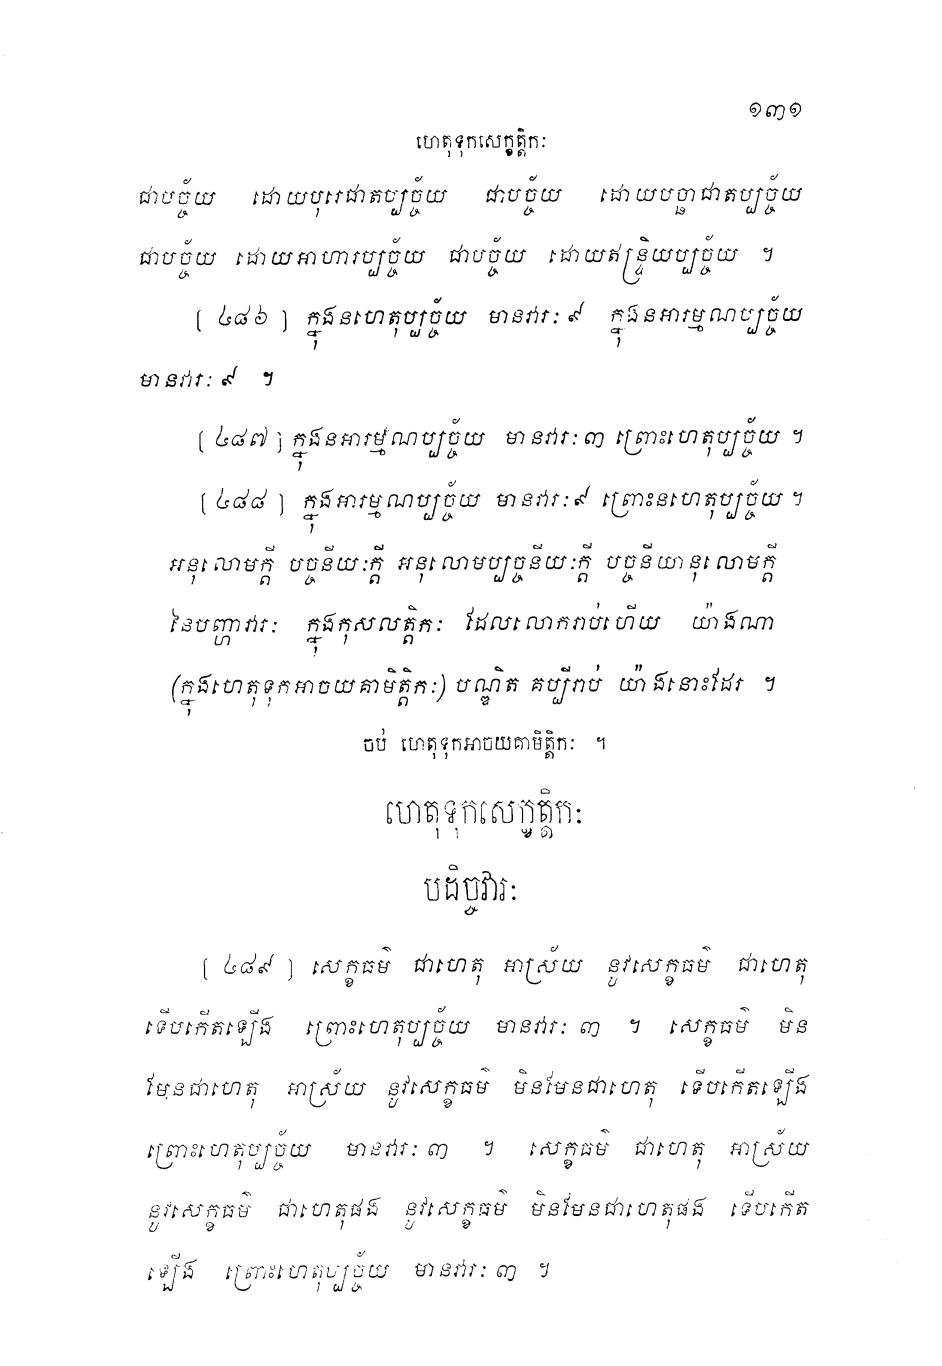 ១៣១
ហេតុទុកសេក្ខត្តិកៈ
ជាបច្ច័យ ដោយបុរេជាតប្បច្ច័យ ជាបច្ច័យ ដោយបច្ឆាជាតប្បច្ច័យ
ជាបច្ច័យ ដោយអាហារប្បច្ច័យ ជាបច្ច័យ ដោយឥន្ទ្រិយប្បច្ច័យ ។
[ ៤៨៦ ] ក្នុងនហេតុប្បច្ច័យ មានវារៈ ៩ ក្នុងនអារម្មណប្បច្ច័យ
មានវារៈ ៩ ។
[ ៤៨៧ ] ក្នុងនអារម្មណប្បច្ច័យ មានវារៈ ៣ ព្រោះហេតុប្បច្ច័យ ។
[ ៤៨៨ ] ក្នុងអារម្មណប្បច្ច័យ មានវារៈ ៩ ព្រោះនហេតុប្បច្ច័យ ។
អនុលោមក្តី បច្ចនីយៈក្តី អនុលោមប្បច្ចនីយៈក្តី បច្ចនីយានុលោមក្តី
នៃបញ្ហាវារៈ ក្នុងកុសលត្តិកៈ ដែលលោករាប់ហើយ យ៉ាងណា
(ក្នុងហេតុទុកអាចយគាមិត្តិកៈ) បណ្ឌិត គប្បីរាប់ យ៉ាងនោះដែរ ។
ចប់ ហេតុទុកអាចយគាមិត្តិកៈ ។
ហេតុទុកសេក្ខត្តិកៈ
បដិច្ចវារៈ
[ ៤៨៩ ] សេក្ខធម៌ ជាហេតុ អាស្រ័យ នូវសេក្ខធម៌ ជាហេតុ
ទើបកើតឡើង ព្រោះហេតុប្បច្ច័យ មានវារៈ ៣ ។ សេក្ខធម៌ មិន
មែនជាហេតុ អាស្រ័យ នូវសេក្ខធម៌ មិនមែនជាហេតុ ទើបកើតឡើង
ព្រោះហេតុប្បច្ច័យ មានវារៈ ៣ ។ សេក្ខធម៌ ជាហេតុ អាស្រ័យ
នូវសេក្ខធម៌ ជាហេតុផង នូវសេក្ខធម៌ មិនមែនជាហេតុផង ទើបកើត
ឡើង ព្រោះហេតុប្បច្ច័យ មានវារៈ ៣ ។